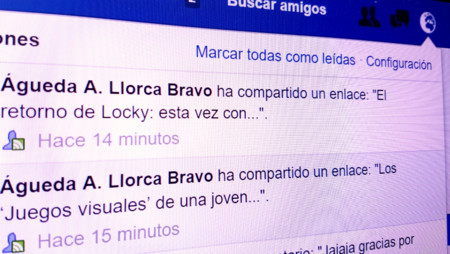 Buscar amigos
ones
Marcar todas como leídas · Configuración
Águeda A. Llorca Bravo ha compartido un enlace: "El
retorno de Locky: esta vez con...".
Hace 14 minutos
Águeda A. Llorca Bravo ha compartido un enlace: "Los
‘Juegos visuales’ de una joven...".
Hace 15 minutos
: " jajaja gracias por